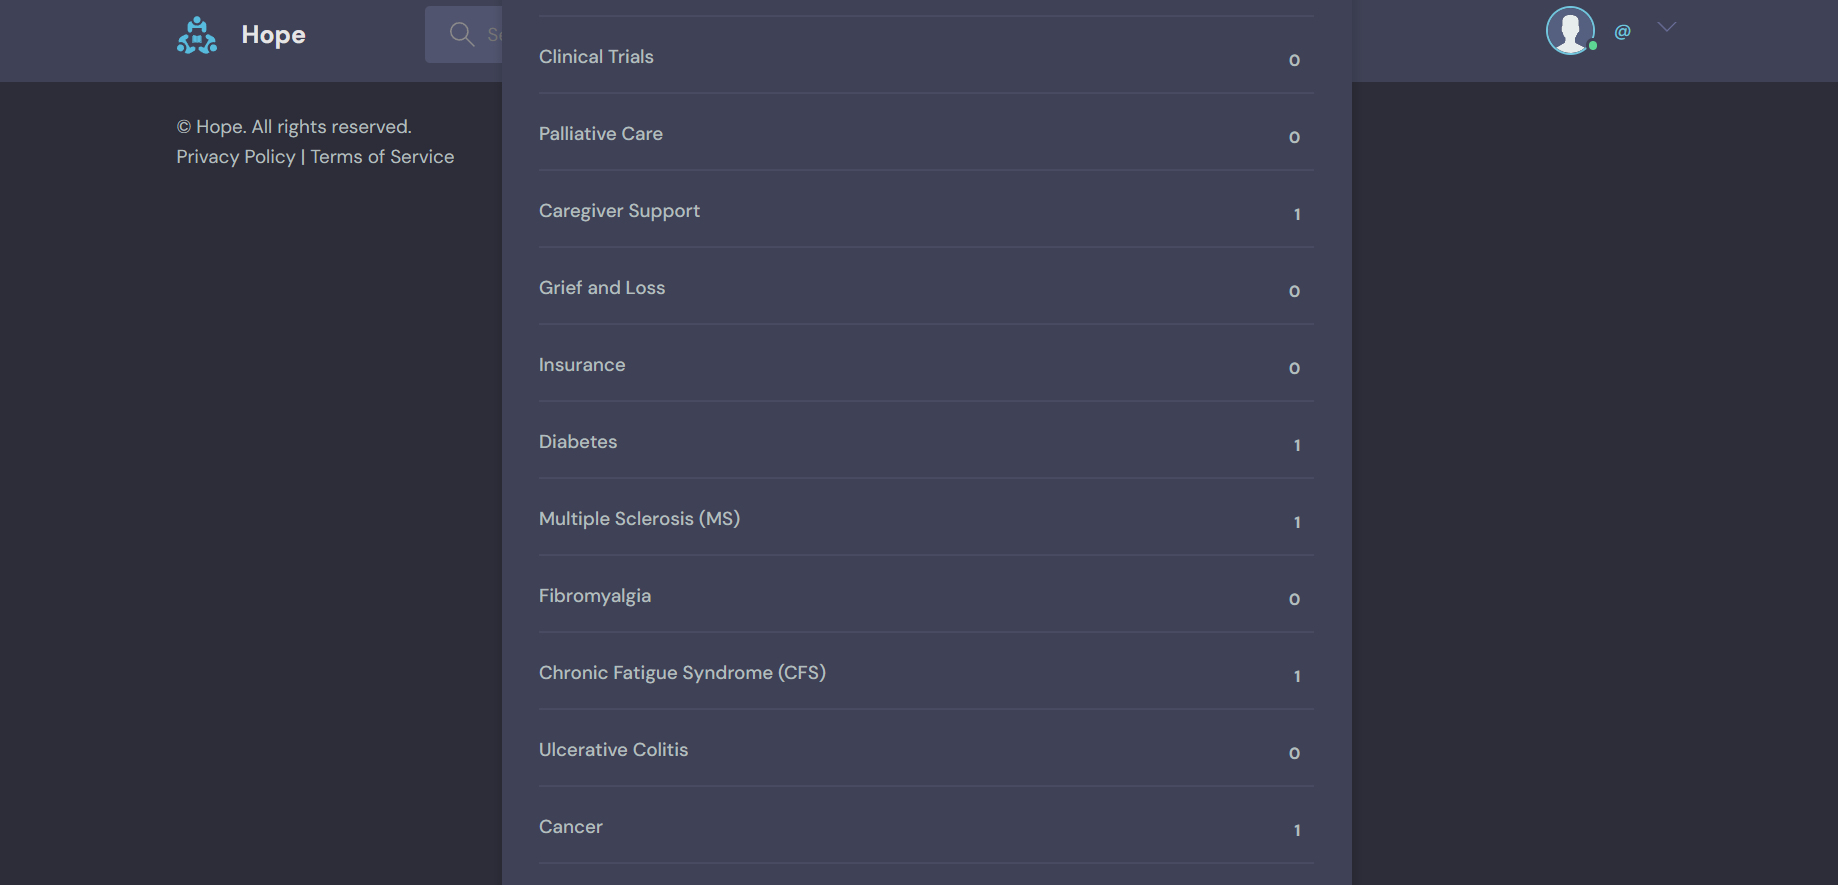 Hope
@
© Hope. All rights reserved.
Privacy Policy | Terms of Service
Clinical Trials 0
Palliative Care 0
Caregiver Support 1
Grief and Loss 0
Insurance 0
Diabetes 1
Multiple Sclerosis (MS) 1
Fibromyalgia 0
Chronic Fatigue Syndrome (CFS) 1
Ulcerative Colitis 0
Cancer 1